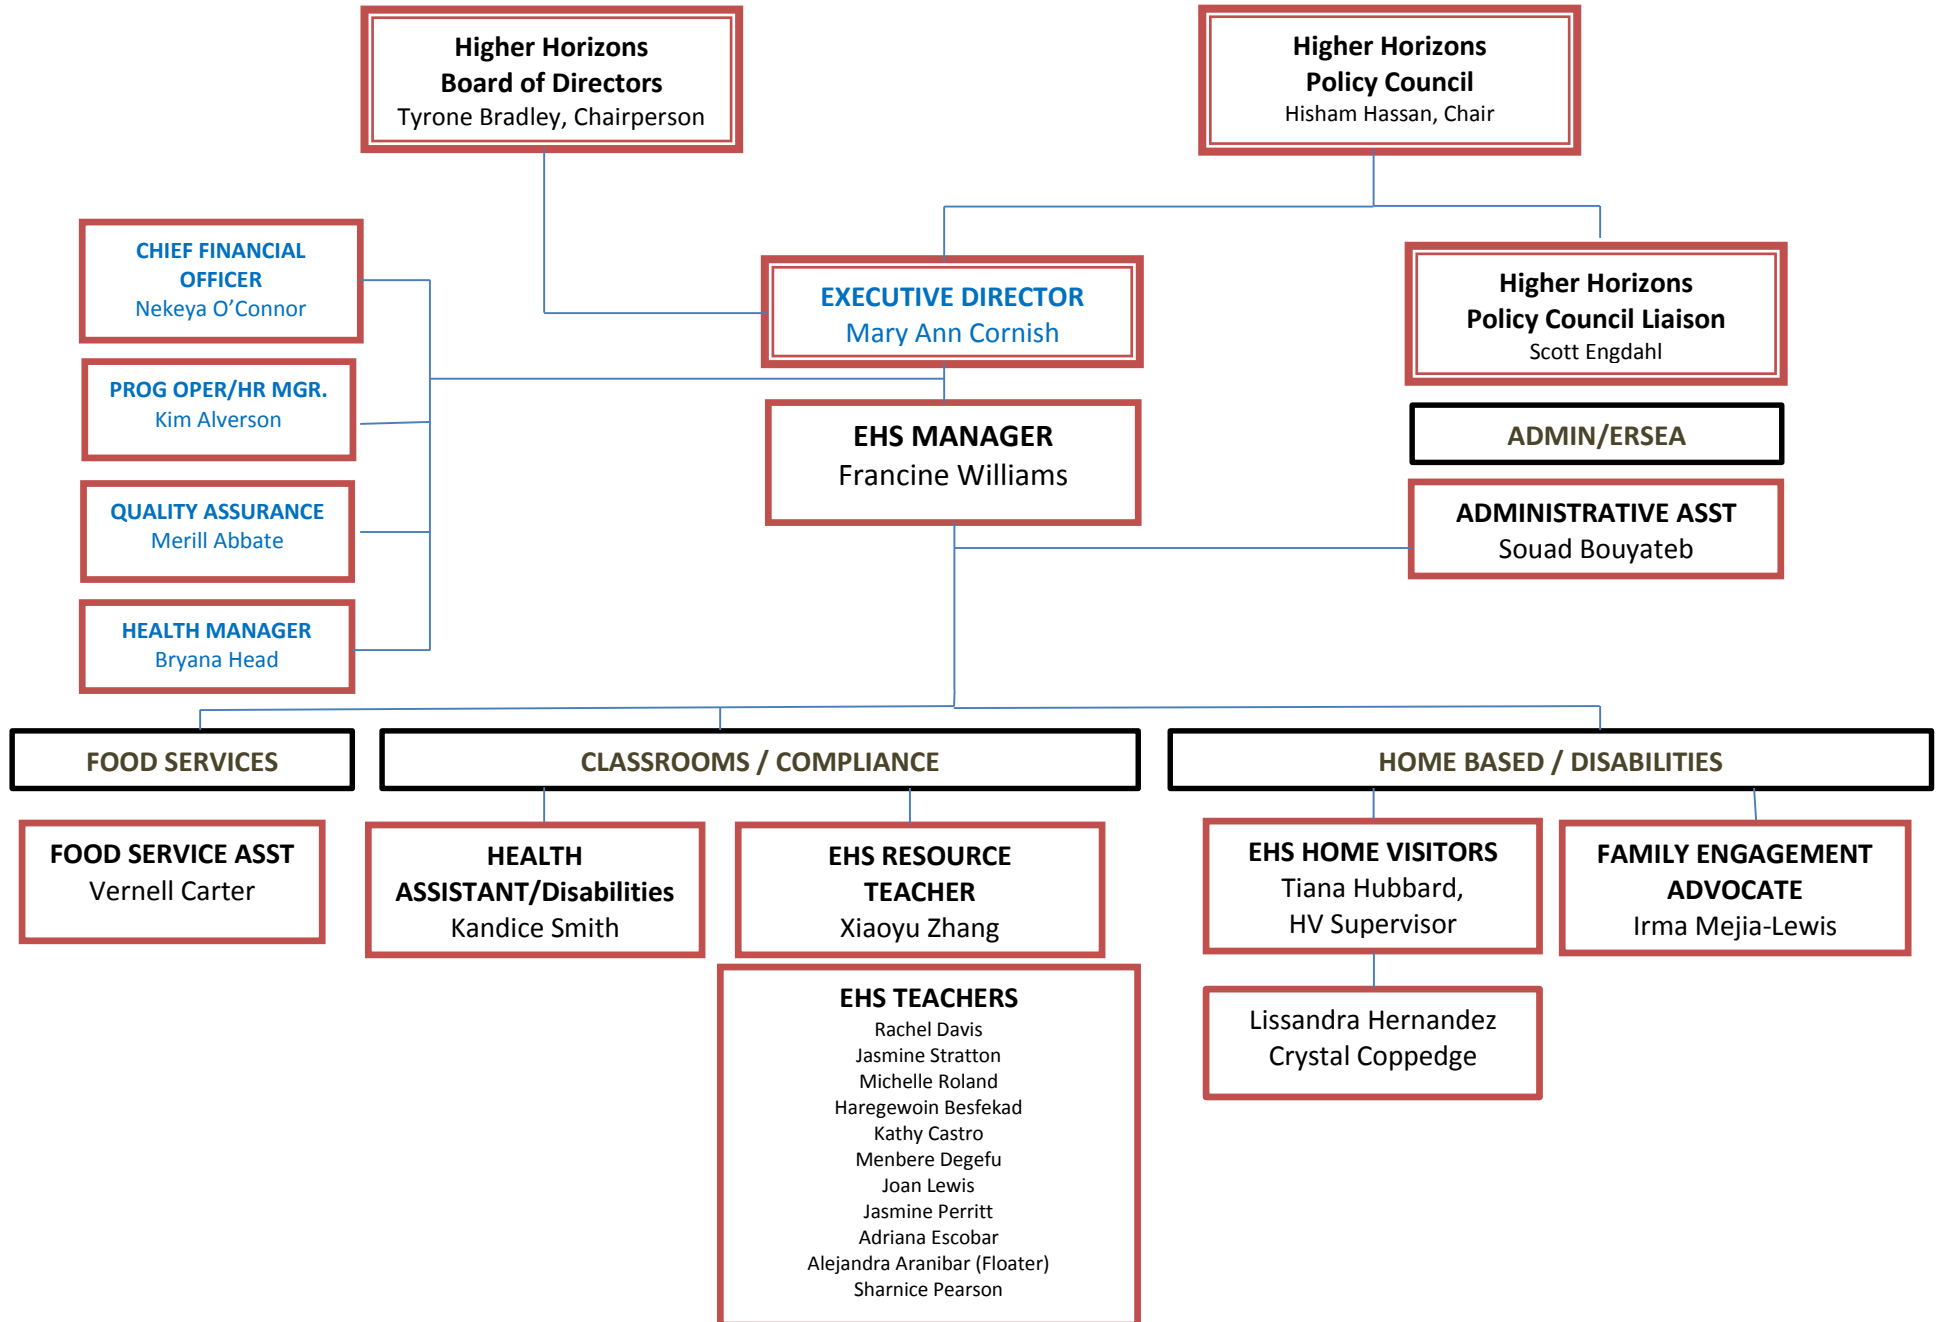 Higher Horizons
Board of Directors
Tyrone Bradley, Chairperson
Higher Horizons
Policy Council
Hisham Hassan, Chair
CHIEF FINANCIAL
OFFICER
Nekeya O’Connor
EXECUTIVE DIRECTOR
Mary Ann Cornish
Higher Horizons
Policy Council Liaison
Scott Engdahl
PROG OPER/HR MGR.
Kim Alverson
EHS MANAGER
Francine Williams
ADMIN/ERSEA
QUALITY ASSURANCE
Merill Abbate
ADMINISTRATIVE ASST
Souad Bouyateb
HEALTH MANAGER
Bryana Head
FOOD SERVICES
CLASSROOMS / COMPLIANCE
HOME BASED / DISABILITIES
FOOD SERVICE ASST
Vernell Carter
HEALTH
ASSISTANT/Disabilities
Kandice Smith
EHS RESOURCE
TEACHER
Xiaoyu Zhang
EHS HOME VISITORS
Tiana Hubbard,
HV Supervisor
FAMILY ENGAGEMENT
ADVOCATE
Irma Mejia-Lewis
EHS TEACHERS
Rachel Davis
Jasmine Stratton
Michelle Roland
Haregewoin Besfekad
Kathy Castro
Menbere Degefu
Joan Lewis
Jasmine Perritt
Adriana Escobar
Alejandra Aranibar (Floater)
Sharnice Pearson
Lissandra Hernandez
Crystal Coppedge